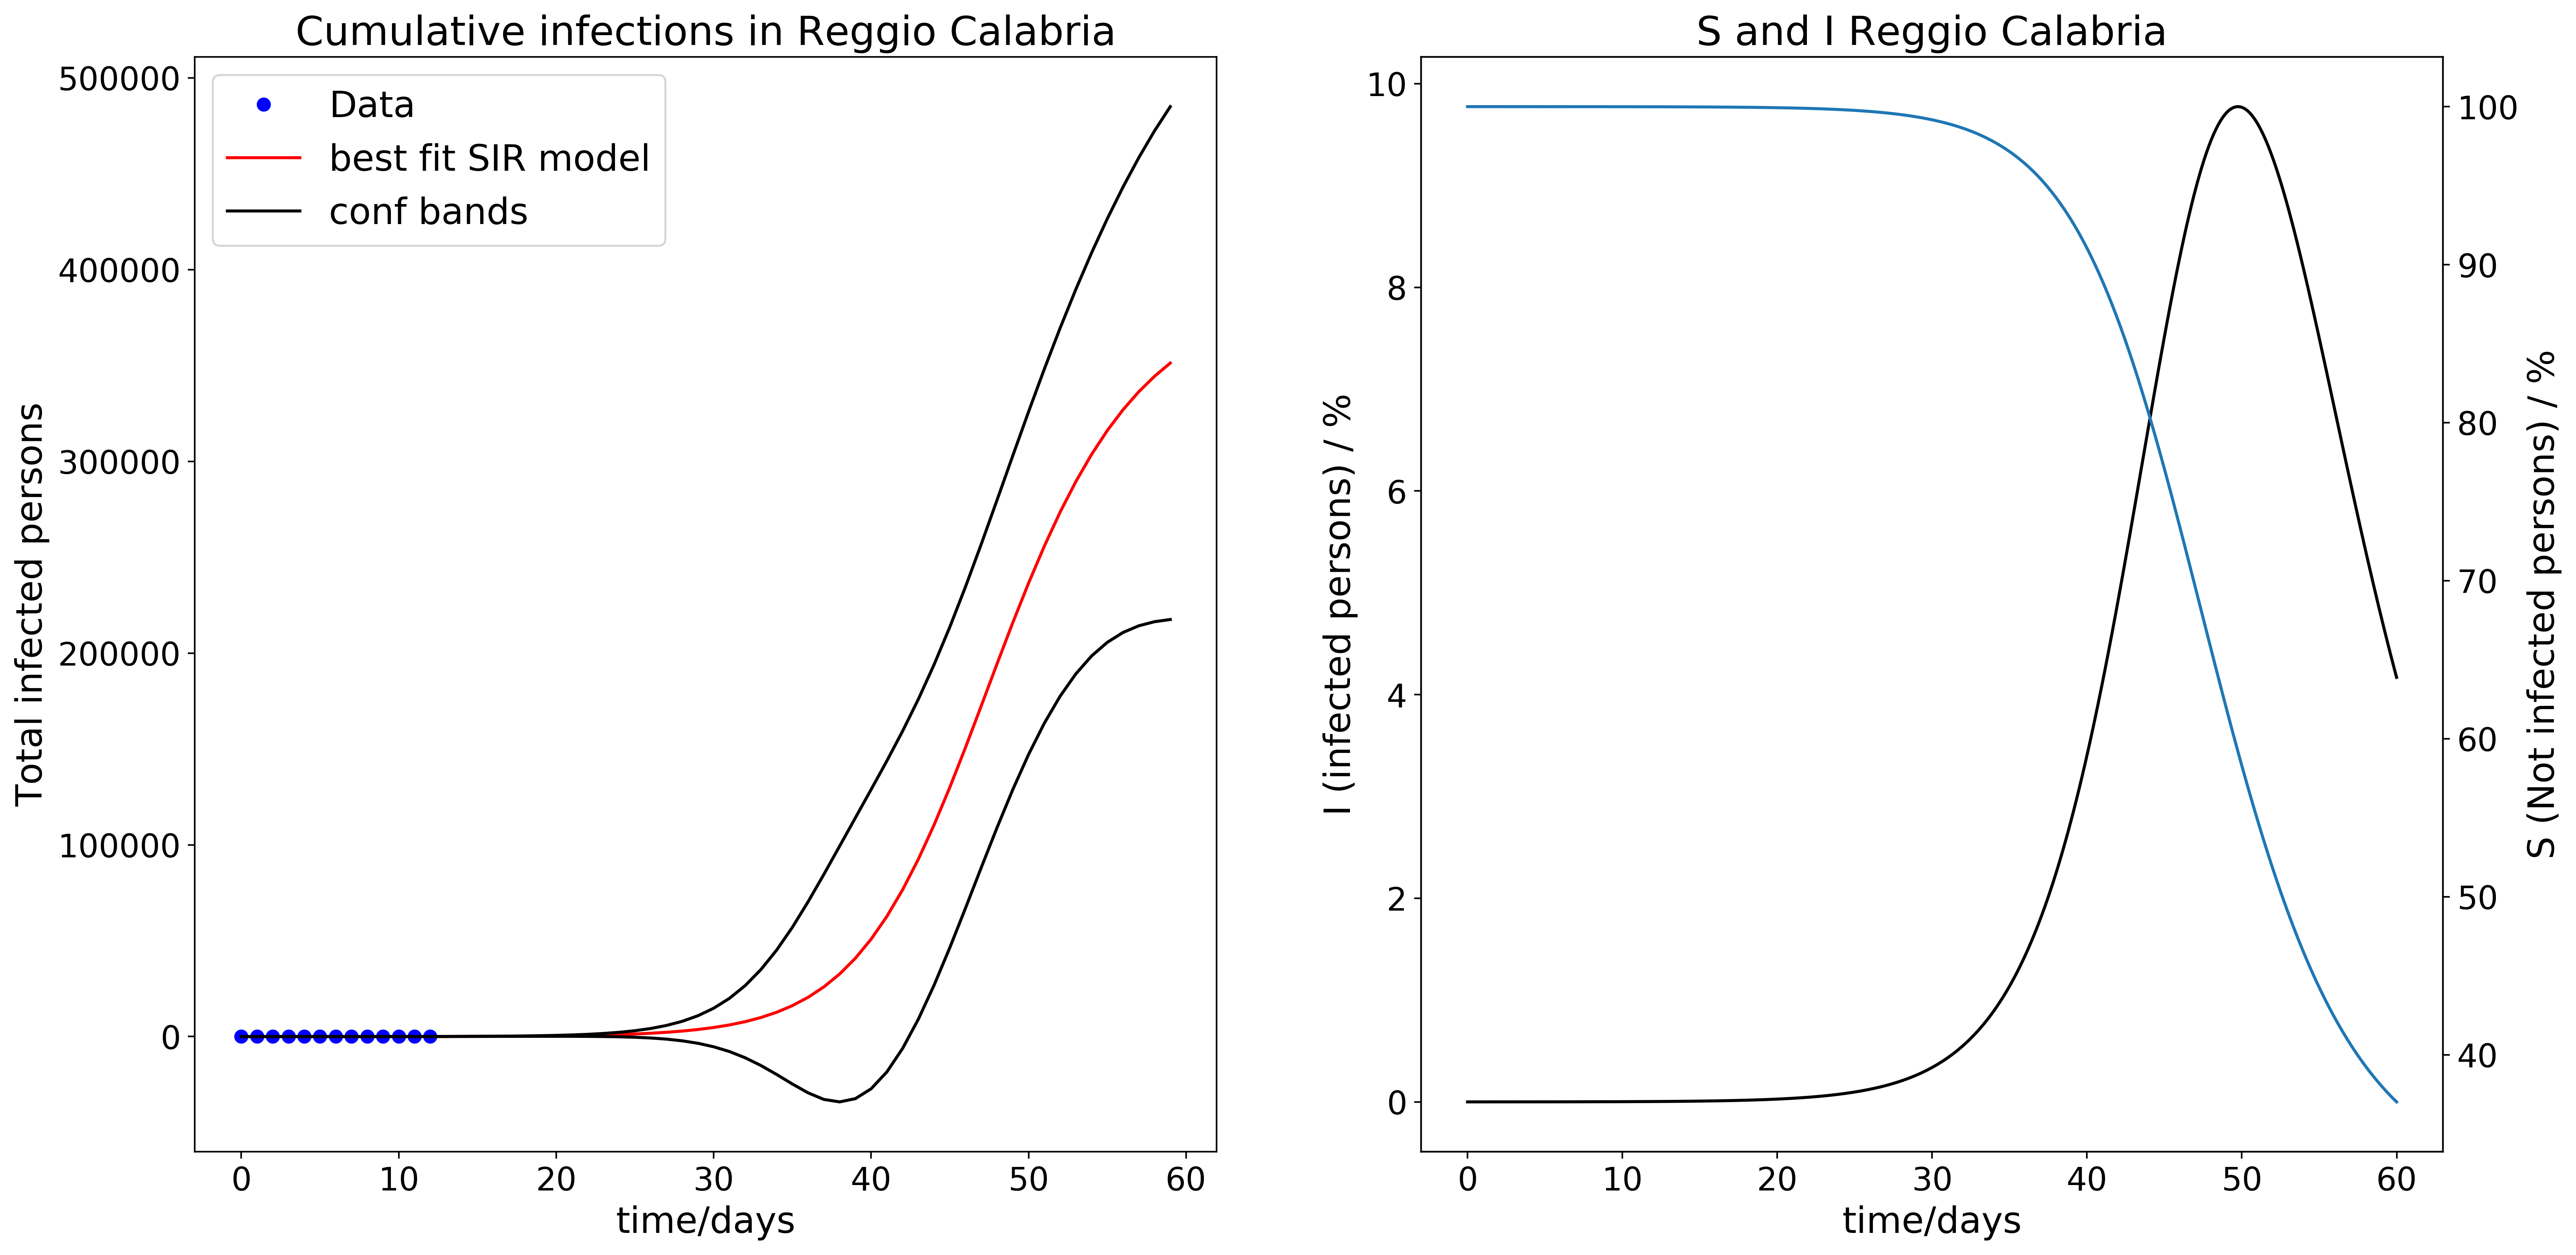 Cumulative infections in Reggio Calabria
500000
400000
300000
200000
100000
0
Total infected persons
Data
best fit SIR model
conf bands
0 10 20 30 40 50 60
time/days
S and I Reggio Calabria
10
8
6
4
2
0
I (infected persons) / %
100
90
80
70
60
50
40
S (Not infected persons) / %
0 10 20 30 40 50 60
time/days